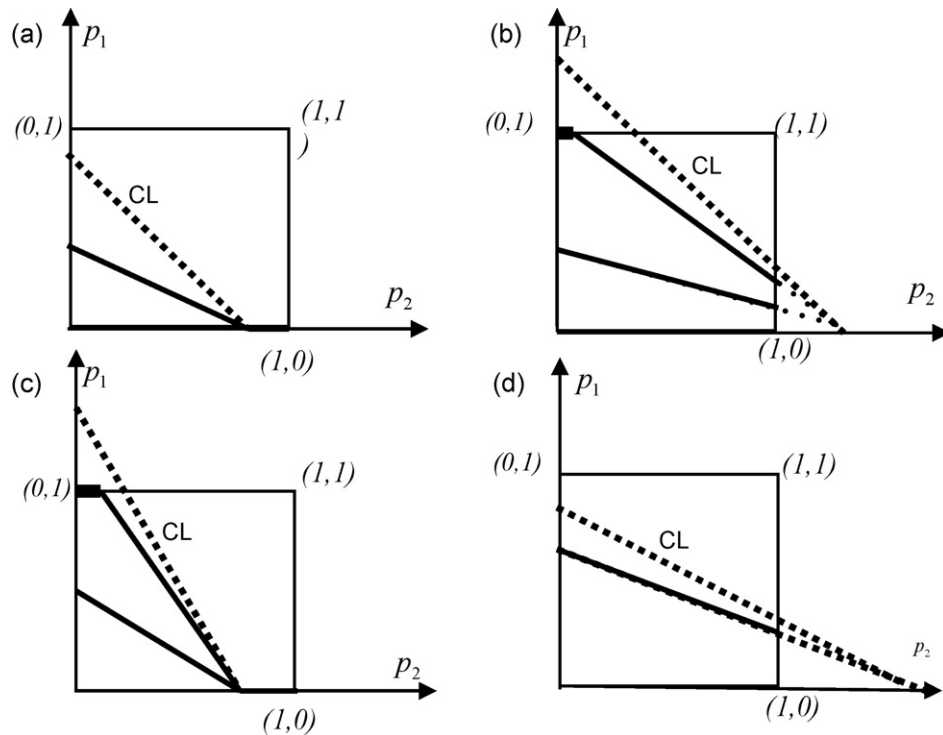 (a)
p1
(0,1)
(1,1
)
CL
p2
(1,0)
(b)
p1
(0,1)
(1,1)
CL
p2
(1,0)
(c)
p1
(0,1)
(1,1)
CL
p2
(1,0)
(d)
p1
(0,1)
(1,1)
CL
p2
(1,0)